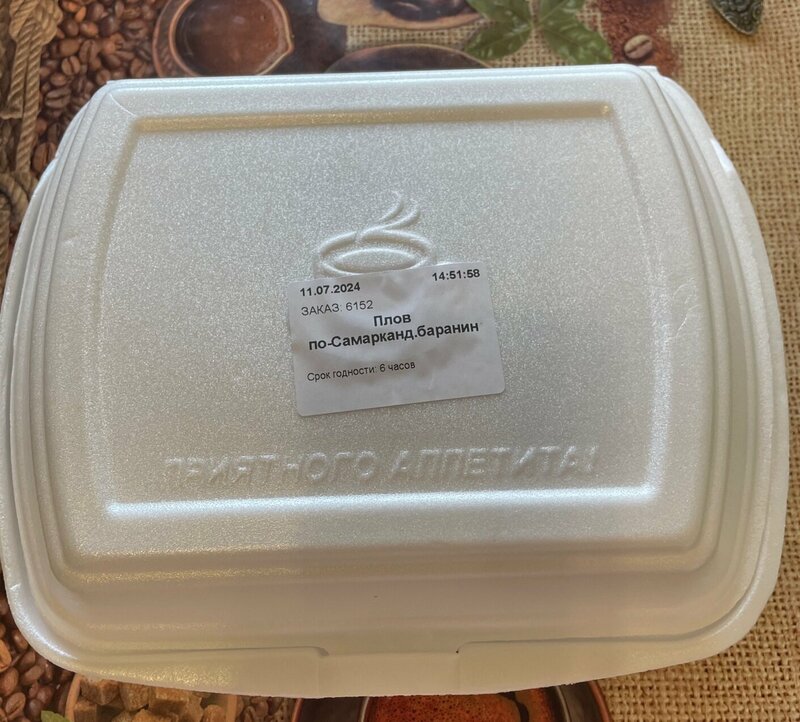 11.07.2024 14:51:58
ЗАКАЗ: 6152
Плов
по-Самарканд.баранин
Срок годности: 6 часов
ПРИЯТНОГО АППЕТИТА!